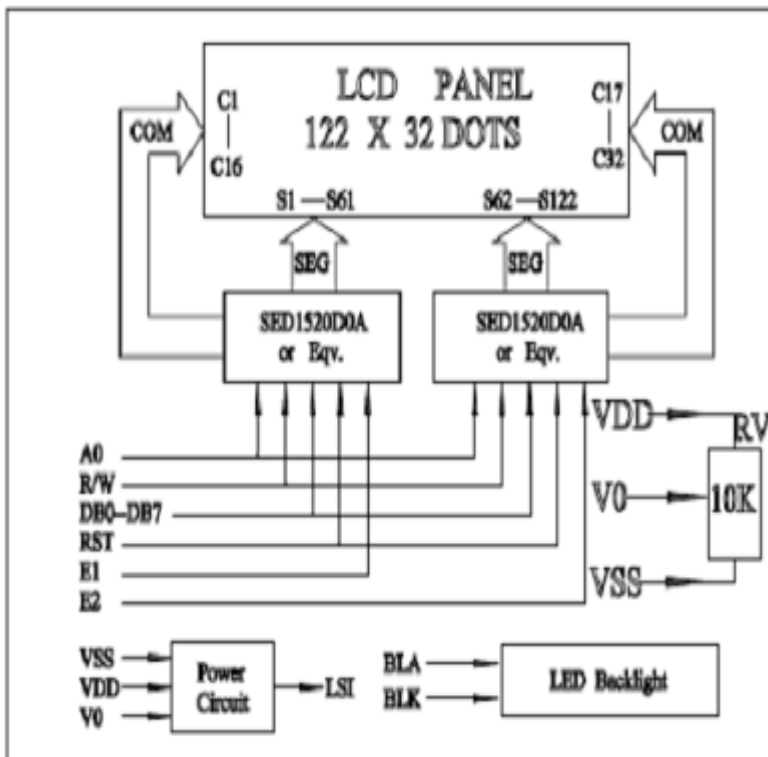 LCD PANEL
122 X 32 DOTS
C1
C16
C17
C32
COM
COM
S1—S61
S62—S122
SEG
SEG
SED1520D0A
or Eqv.
SED1520D0A
or Eqv.
A0
R/W
DB0—DB7
RST
E1
E2
VDD
RV
V0
10K
VSS
VSS
VDD
V0
Power
Circuit
LSI
BLA
BLK
LED Backlight